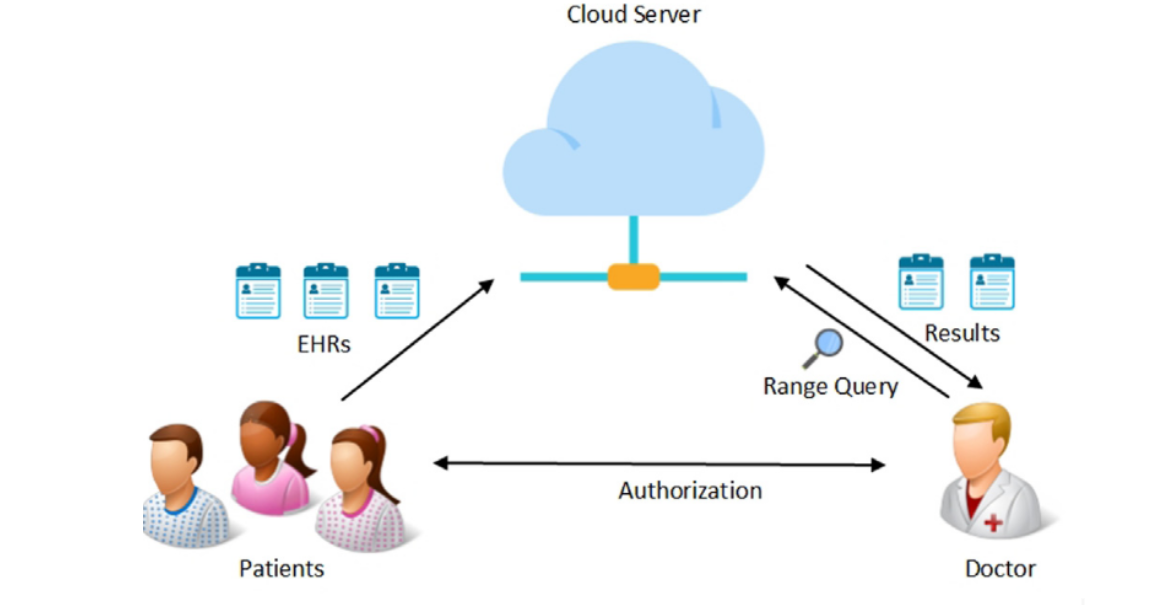 Cloud Server
EHRs
Results
Range Query
Authorization
Patients
Doctor